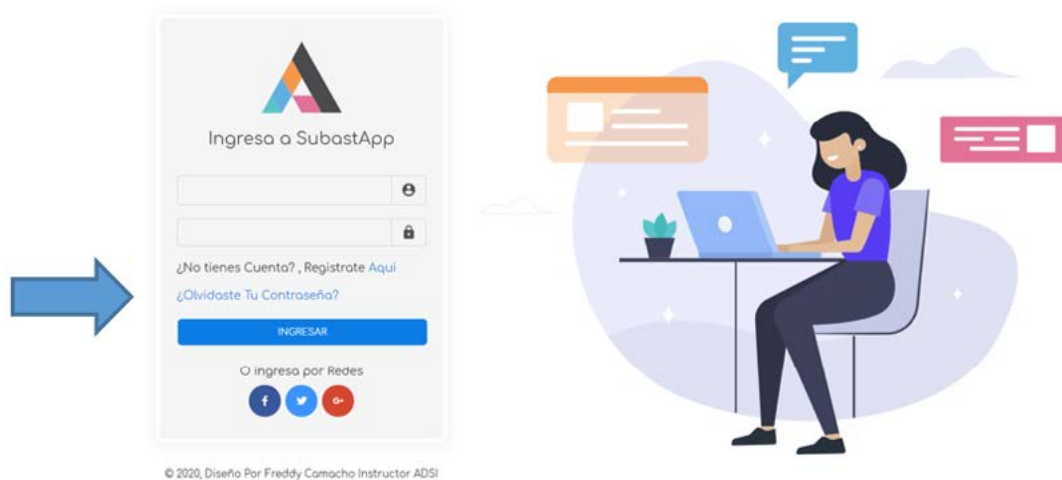 Ingresa a SubastApp
¿No tienes Cuenta? , Registrate Aqui
¿Olvidaste Tu Contraseña?
INGRESAR
O ingresa por Redes
f
G+
© 2020, Diseño Por Freddy Camacho Instructor ADSI